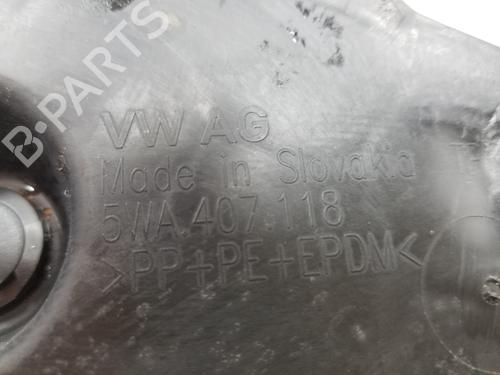 VW AG
Made in Slovakia
5WA.407.118
>PP+PE+EPDM<
B-PARTS